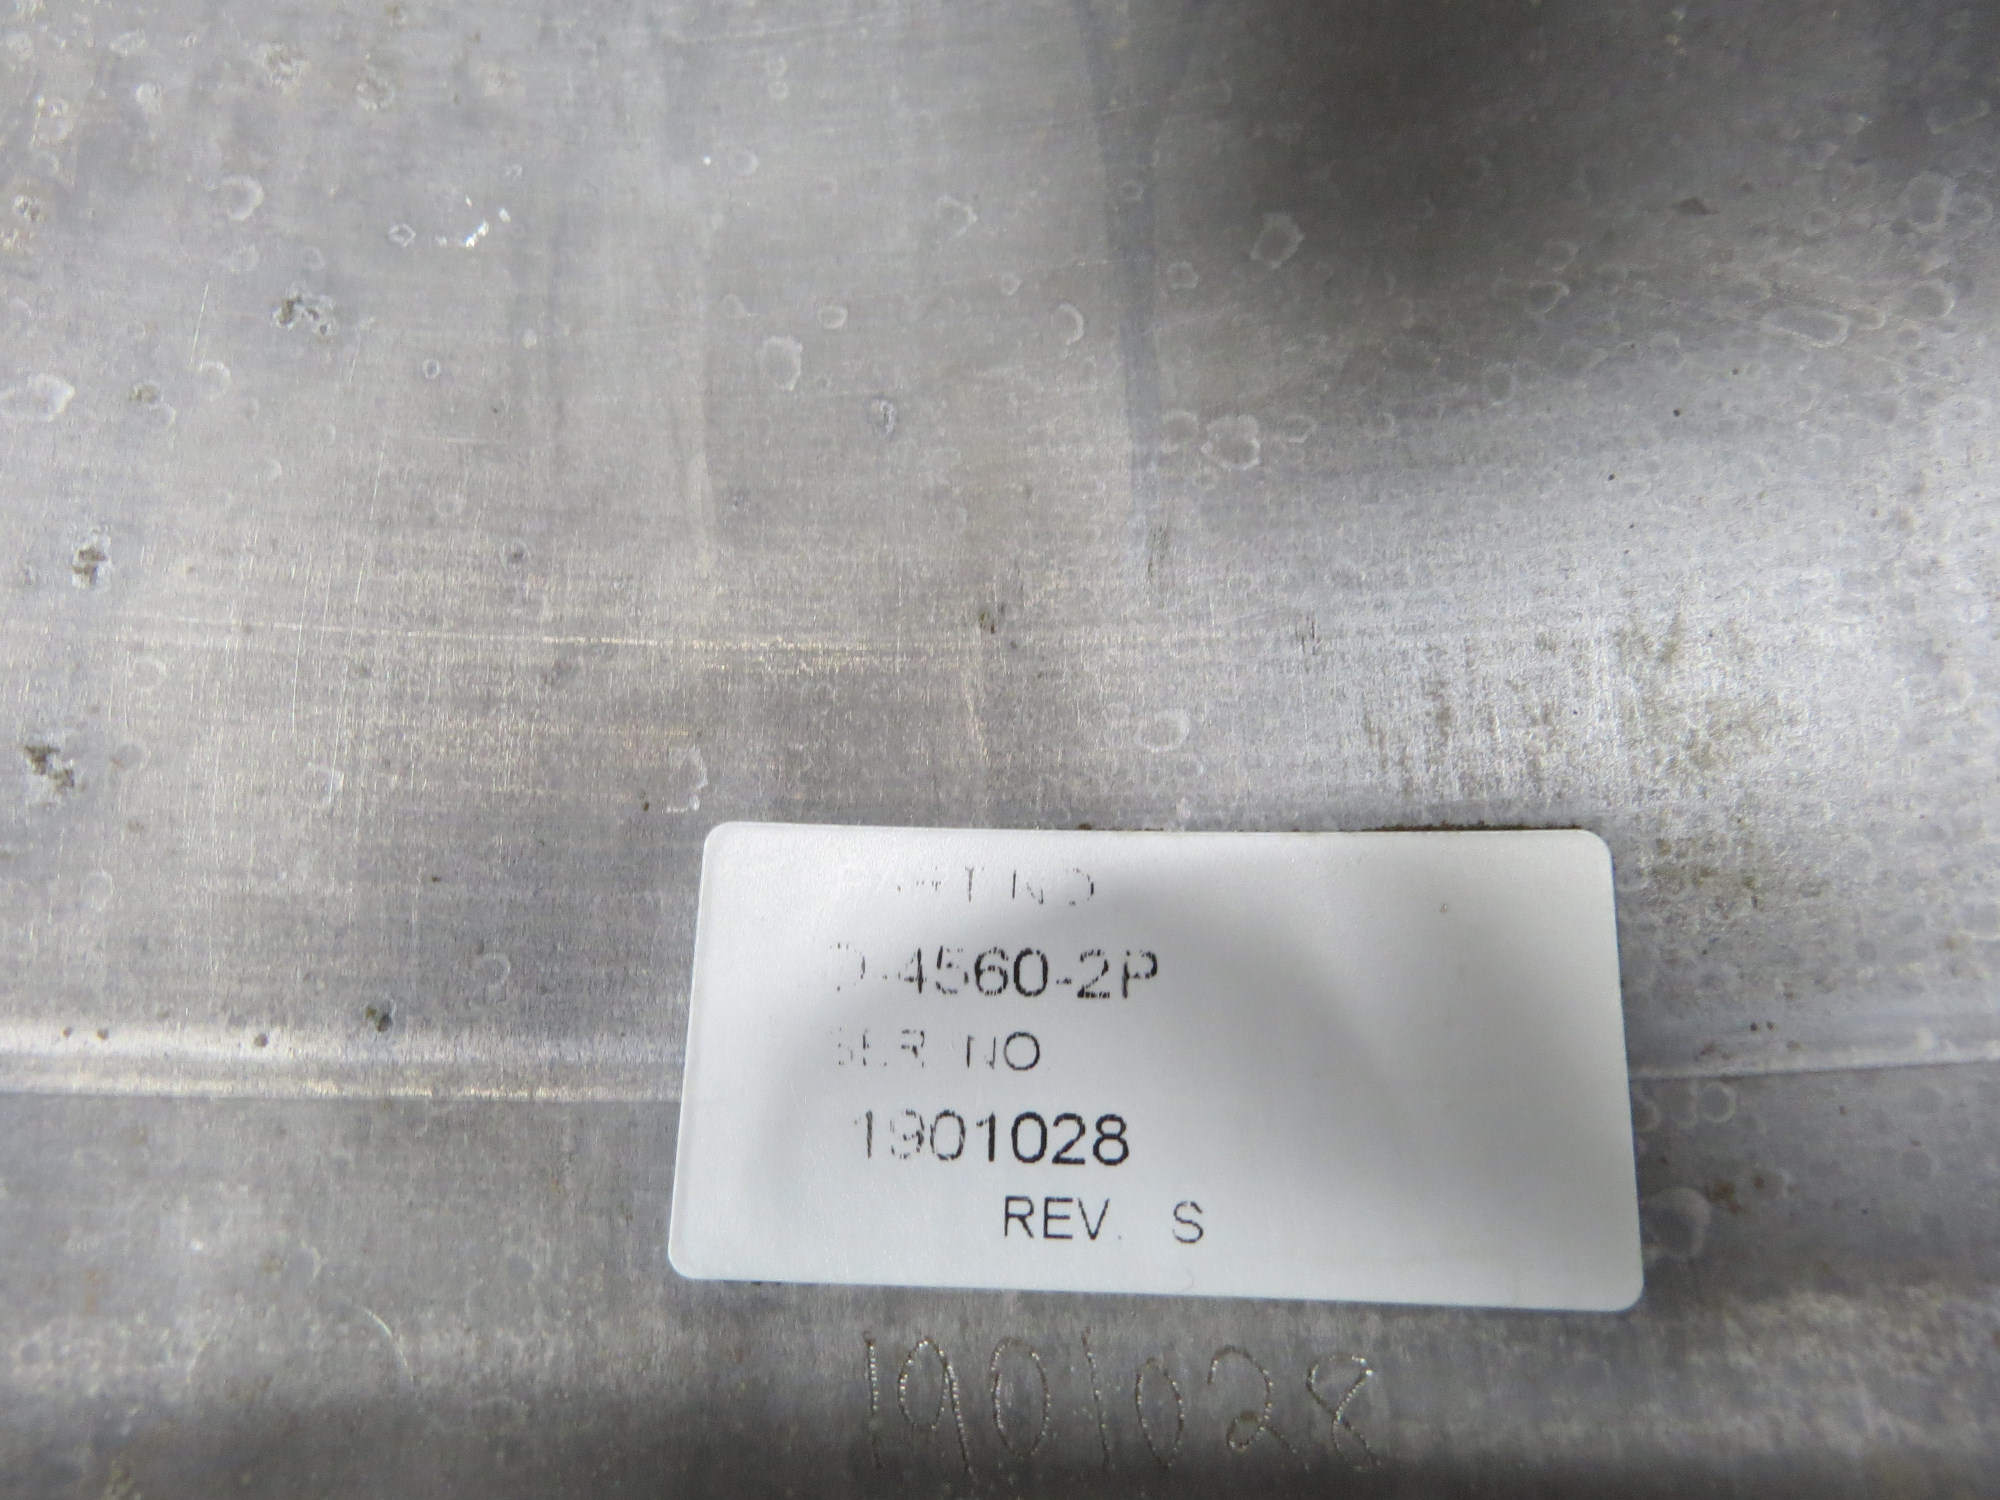 PART NO
D-4560-2P
SER NO
1901028
REV. S
1901028